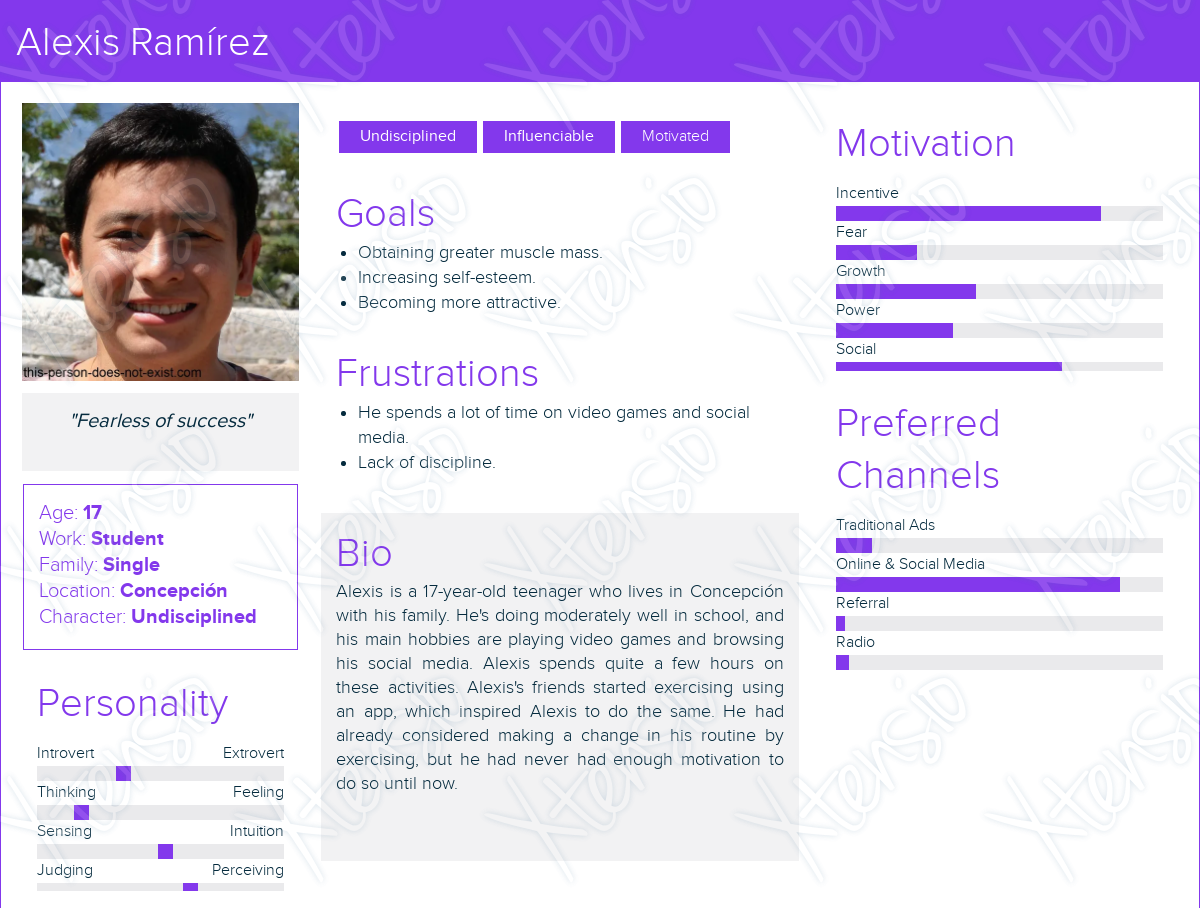 Alexis Ramírez
this-person-does-not-exist.com
"Fearless of success"
Age: 17
Work: Student
Family: Single
Location: Concepción
Character: Undisciplined
Personality
Introvert Extrovert
Thinking Feeling
Sensing Intuition
Judging Perceiving
Undisciplined Influenciable Motivated
Goals
Obtaining greater muscle mass.
Increasing self-esteem.
Becoming more attractive.
Frustrations
He spends a lot of time on video games and social
media.
Lack of discipline.
Bio
Alexis is a 17-year-old teenager who lives in Concepción
with his family. He's doing moderately well in school, and
his main hobbies are playing video games and browsing
his social media. Alexis spends quite a few hours on
these activities. Alexis's friends started exercising using
an app, which inspired Alexis to do the same. He had
already considered making a change in his routine by
exercising, but he had never had enough motivation to
do so until now.
Motivation
Incentive
Fear
Growth
Power
Social
Preferred
Channels
Traditional Ads
Online & Social Media
Referral
Radio
Xtensio